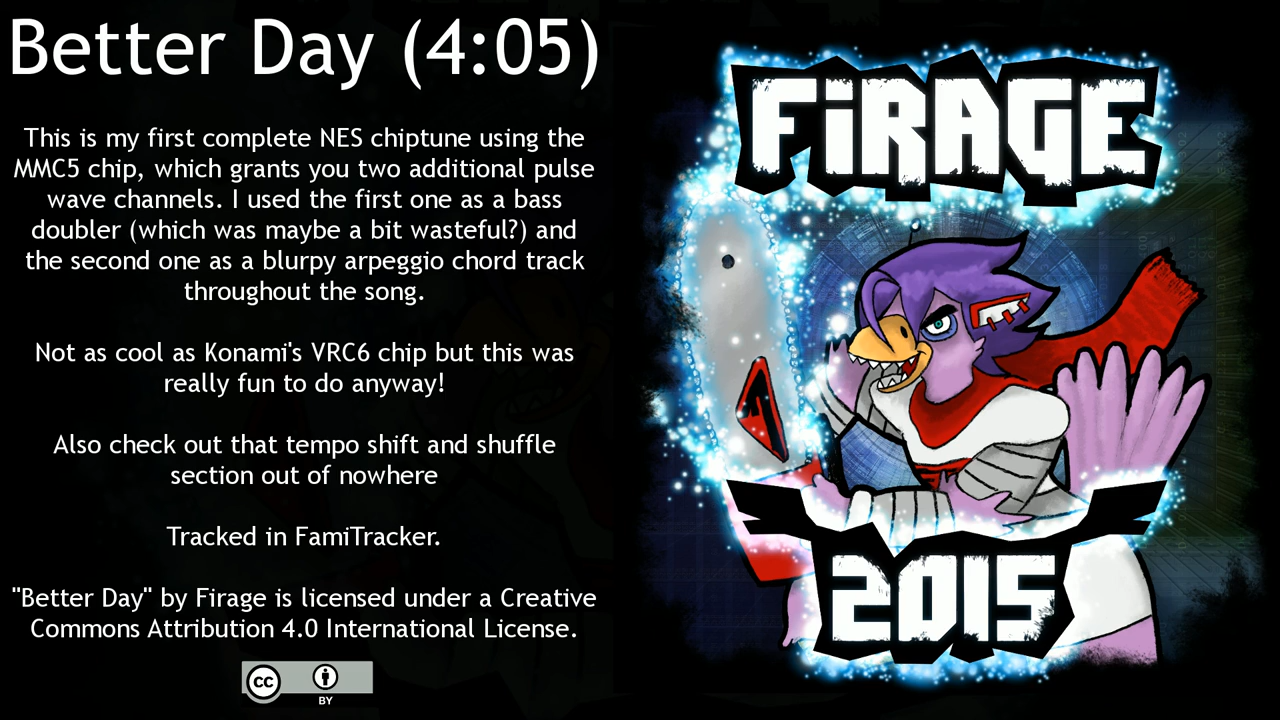 Better Day (4:05)
This is my first complete NES chiptune using the
MMC5 chip, which grants you two additional pulse
wave channels. I used the first one as a bass
doubler (which was maybe a bit wasteful?) and
the second one as a blurpy arpeggio chord track
throughout the song.
Not as cool as Konami's VRC6 chip but this was
really fun to do anyway!
Also check out that tempo shift and shuffle
section out of nowhere
Tracked in FamiTracker.
"Better Day" by Firage is licensed under a Creative
Commons Attribution 4.0 International License.
cc
BY
FiRAGE
2015